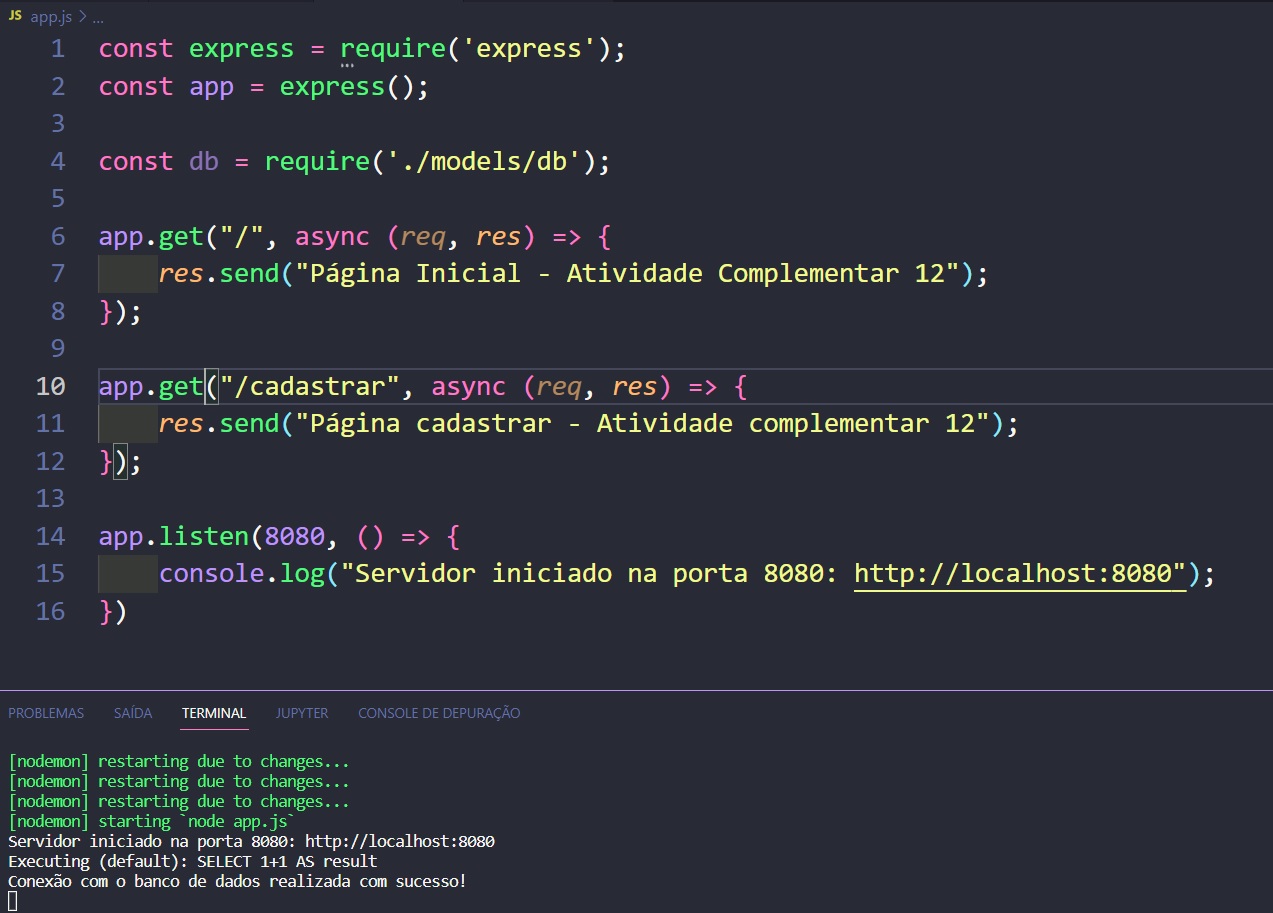 JS app.js > ...
1 const express = require('express');
2 const app = express();
3
4 const db = require('./models/db');
5
6 app.get("/", async (req, res) => {
7     res.send("Página Inicial - Atividade Complementar 12");
8 });
9
10 app.get("/cadastrar", async (req, res) => {
11     res.send("Página cadastrar - Atividade complementar 12");
12 });
13
14 app.listen(8080, () => {
15     console.log("Servidor iniciado na porta 8080: http://localhost:8080");
16 })
PROBLEMAS SAÍDA TERMINAL JUPYTER CONSOLE DE DEPURAÇÃO
[nodemon] restarting due to changes...
[nodemon] restarting due to changes...
[nodemon] restarting due to changes...
[nodemon] starting `node app.js`
Servidor iniciado na porta 8080: http://localhost:8080
Executing (default): SELECT 1+1 AS result
Conexão com o banco de dados realizada com sucesso!